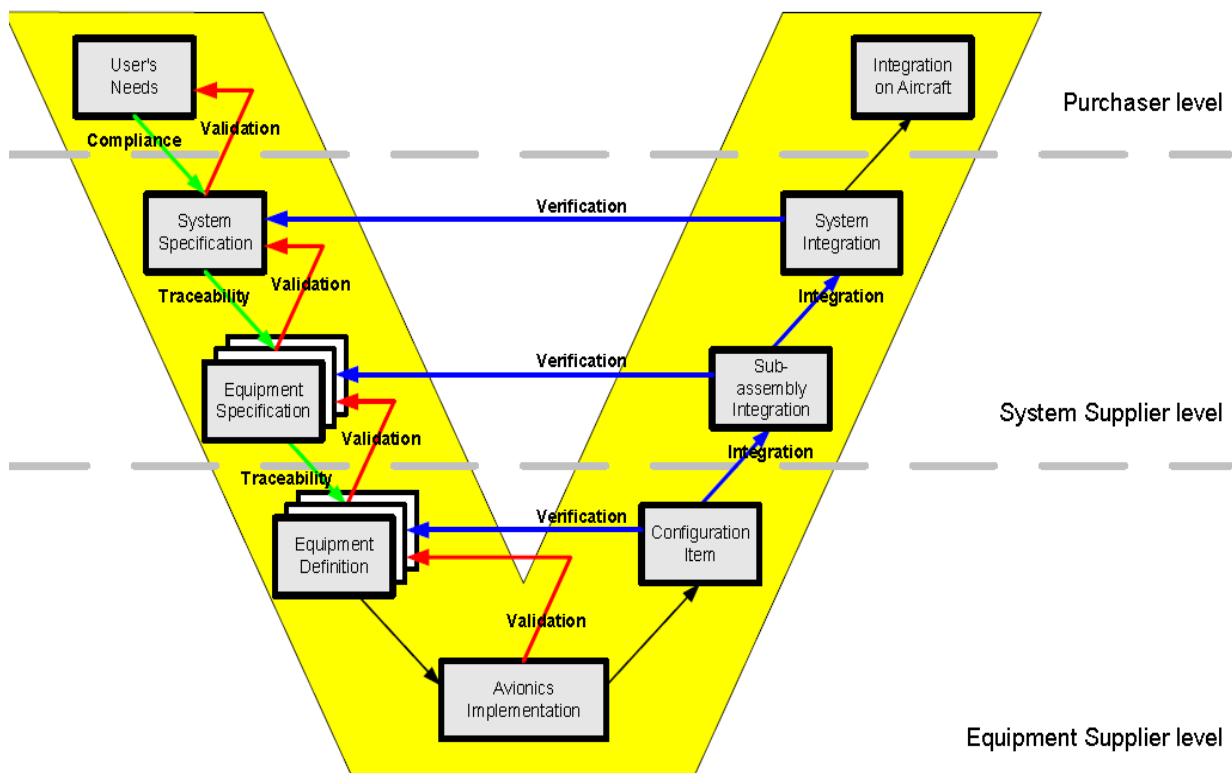 User's
Needs
Integration
on Aircraft
Purchaser level
Compliance
Validation
System
Specification
Verification
System
Integration
Traceability
Validation
Integration
Equipment
Specification
Verification
Sub-
assembly
Integration
System Supplier level
Validation
Integration
Traceability
Equipment
Definition
Verification
Configuration
Item
Validation
Avionics
Implementation
Equipment Supplier level